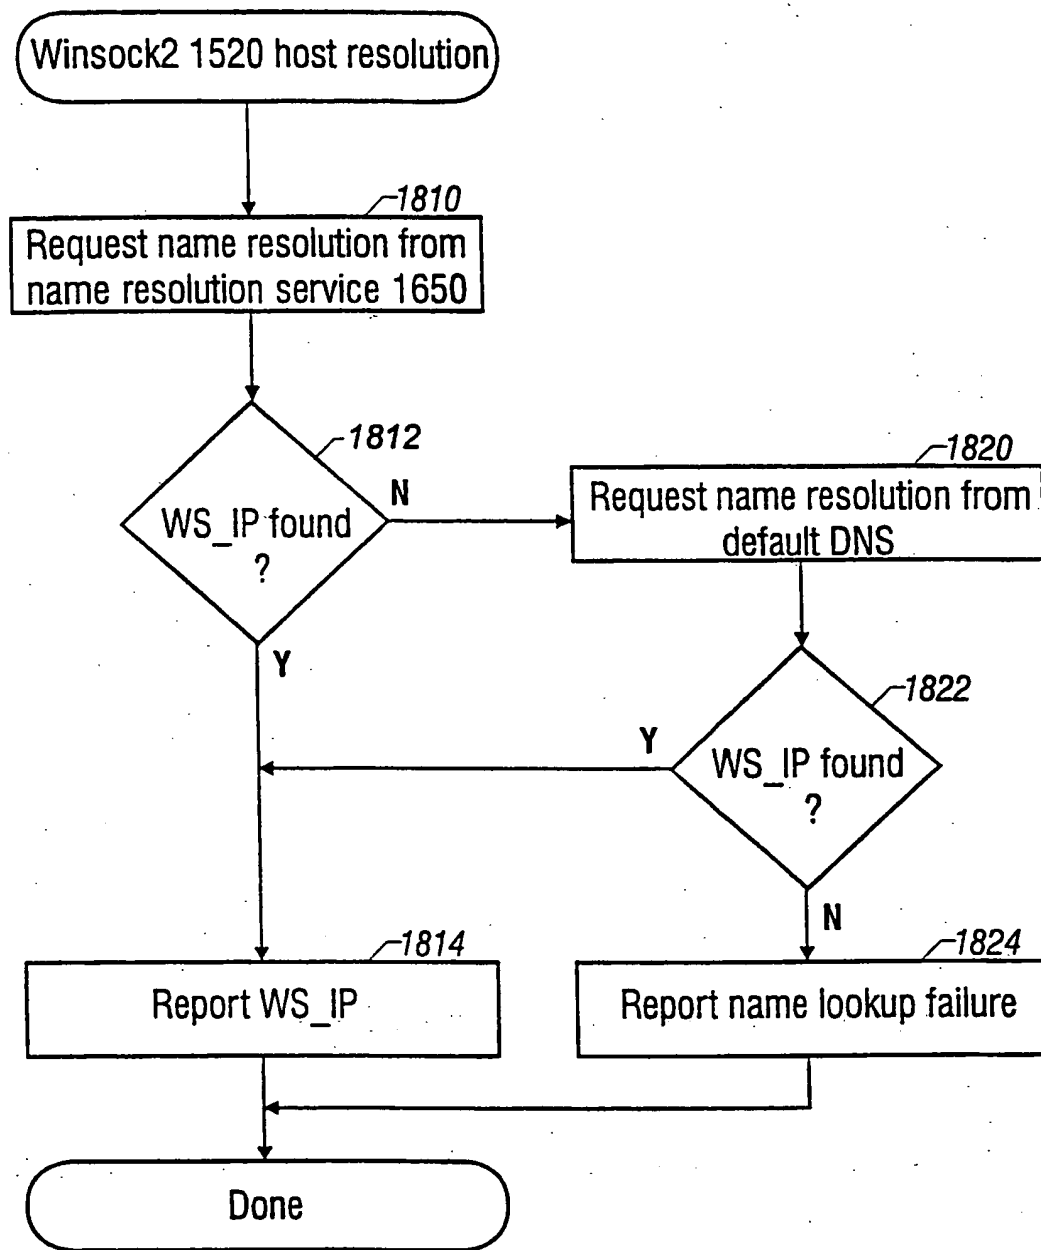 Winsock2 1520 host resolution
1810
Request name resolution from
name resolution service 1650
1812
WS_IP found
?
N
Y
1820
Request name resolution from
default DNS
1822
WS_IP found
?
Y
N
1814
Report WS_IP
1824
Report name lookup failure
Done